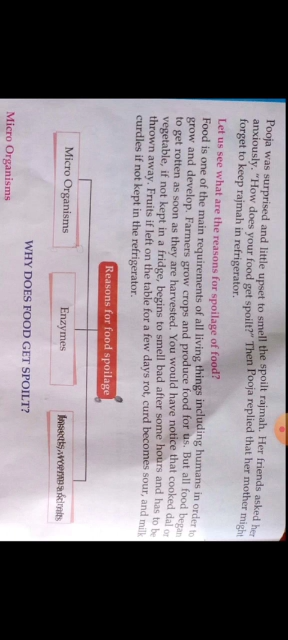 Pooja was surprised and little upset to smell the spoilt rajmah. Her friends asked her
anxiously. "How does your food get spoilt?" Then Pooja replied that her mother might
forget to keep rajmah in refrigerator.
Let us see what are the reasons for spoilage of food?
Food is one of the main requirements of all living things including humans in order to
grow and develop. Farmers grow crops and produce food for us. But all food began
to get rotten as soon as they are harvested. You would have notice that cooked dal or
vegetable, if not kept in a fridge, begins to smell bad after some hours and has to be
thrown away. Fruits if left on the table for a few days rot, curd becomes sour, and milk
curdles if not kept in the refrigerator.
Reasons for food spoilage
Micro Organisms
Enzymes
Insects, worms &
WHY DOES FOOD GET SPOILT?
Micro Organisms